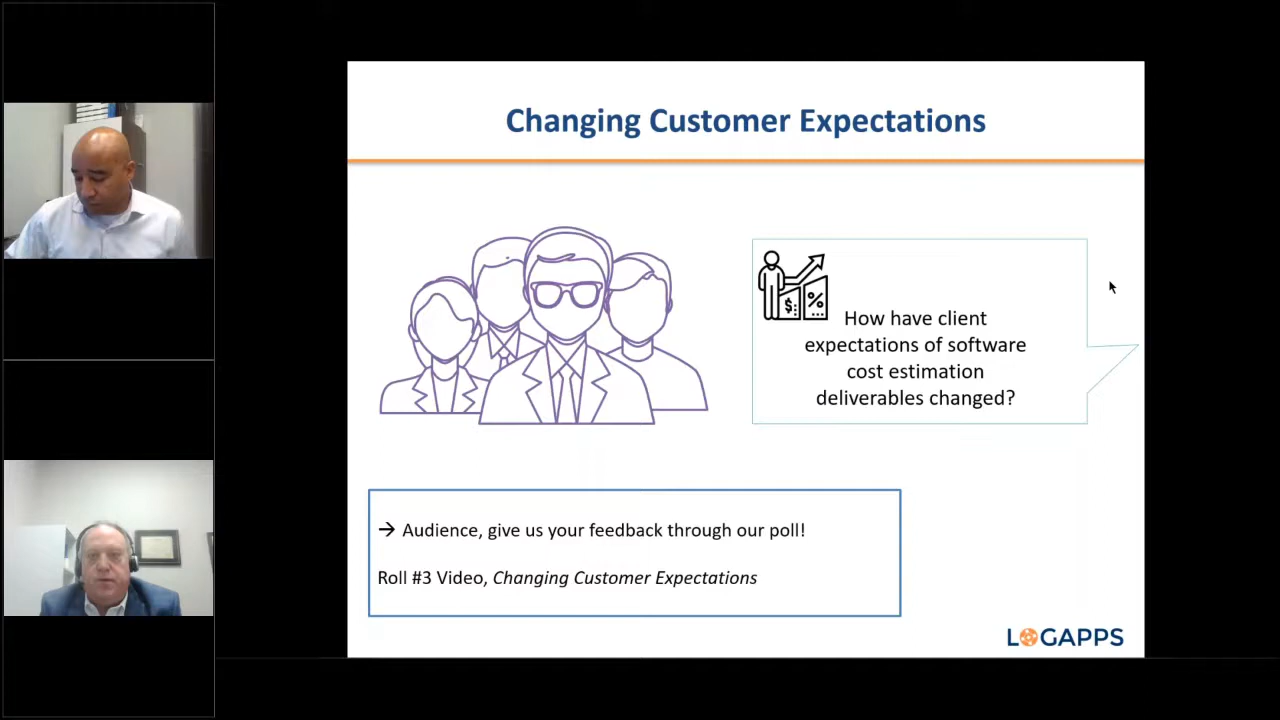 Changing Customer Expectations
$ %
How have client
expectations of software
cost estimation
deliverables changed?
→ Audience, give us your feedback through our poll!
Roll #3 Video, Changing Customer Expectations
LOGAPPS